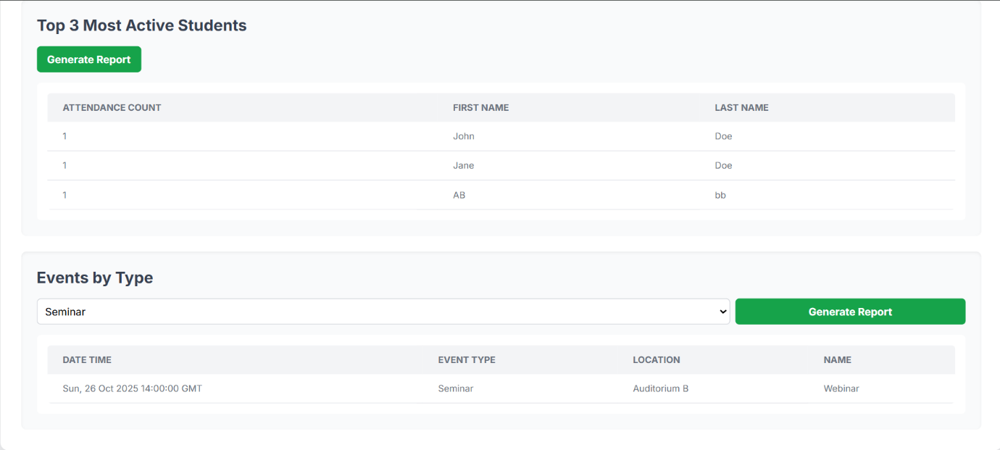 Top 3 Most Active Students
Generate Report
ATTENDANCE COUNT FIRST NAME LAST NAME
1 John Doe
1 Jane Doe
1 AB bb
Events by Type
Seminar Generate Report
DATE TIME EVENT TYPE LOCATION NAME
Sun, 26 Oct 2025 14:00:00 GMT Seminar Auditorium B Webinar